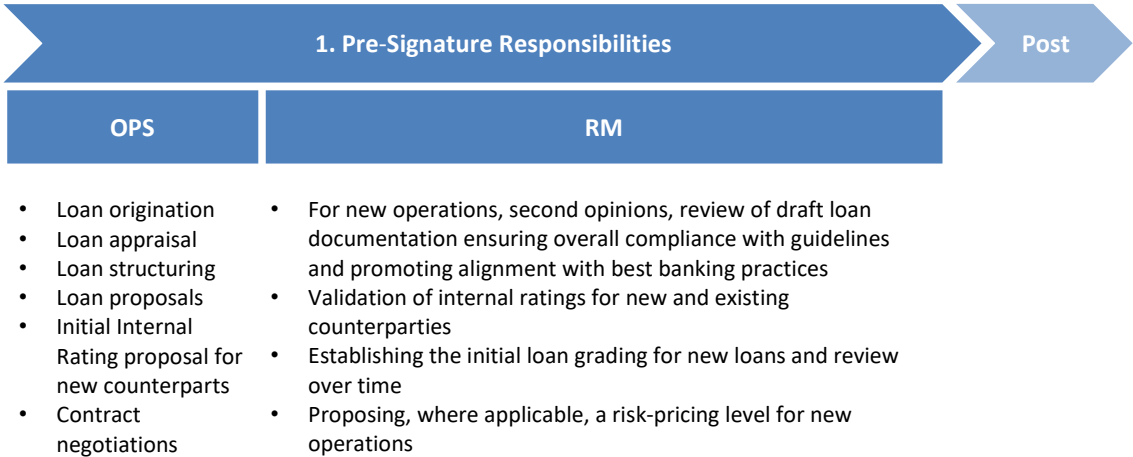 1. Pre-Signature Responsibilities
Post
OPS
RM
• Loan origination
• Loan appraisal
• Loan structuring
• Loan proposals
• Initial Internal
Rating proposal for
new counterparts
• Contract
negotiations
• For new operations, second opinions, review of draft loan
documentation ensuring overall compliance with guidelines
and promoting alignment with best banking practices
• Validation of internal ratings for new and existing
counterparties
• Establishing the initial loan grading for new loans and review
over time
• Proposing, where applicable, a risk-pricing level for new
operations